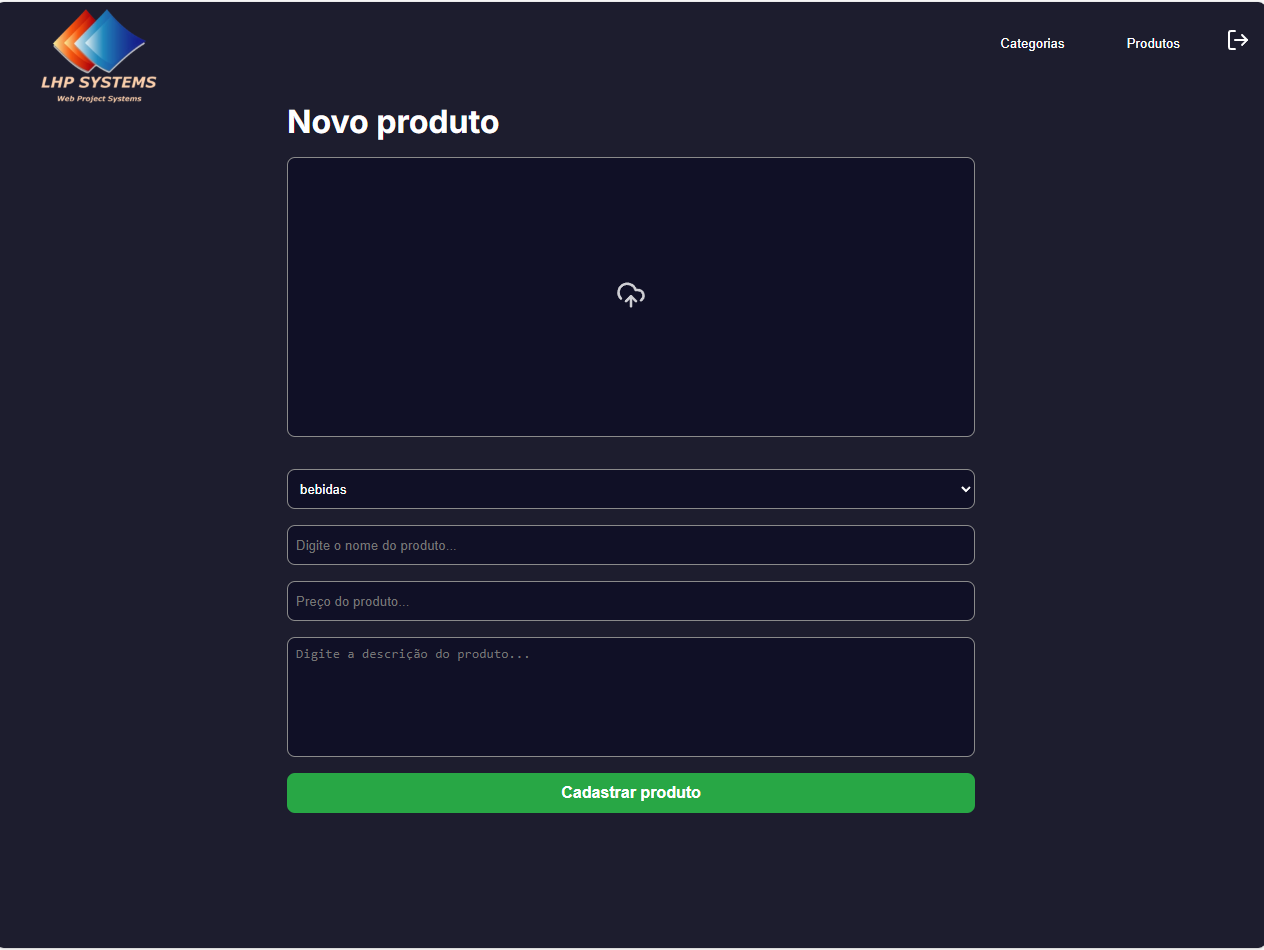 LHP SYSTEMS
Web Project Systems
Categorias
Produtos
Novo produto
bebidas
Digite o nome do produto...
Preço do produto...
Digite a descrição do produto...
Cadastrar produto